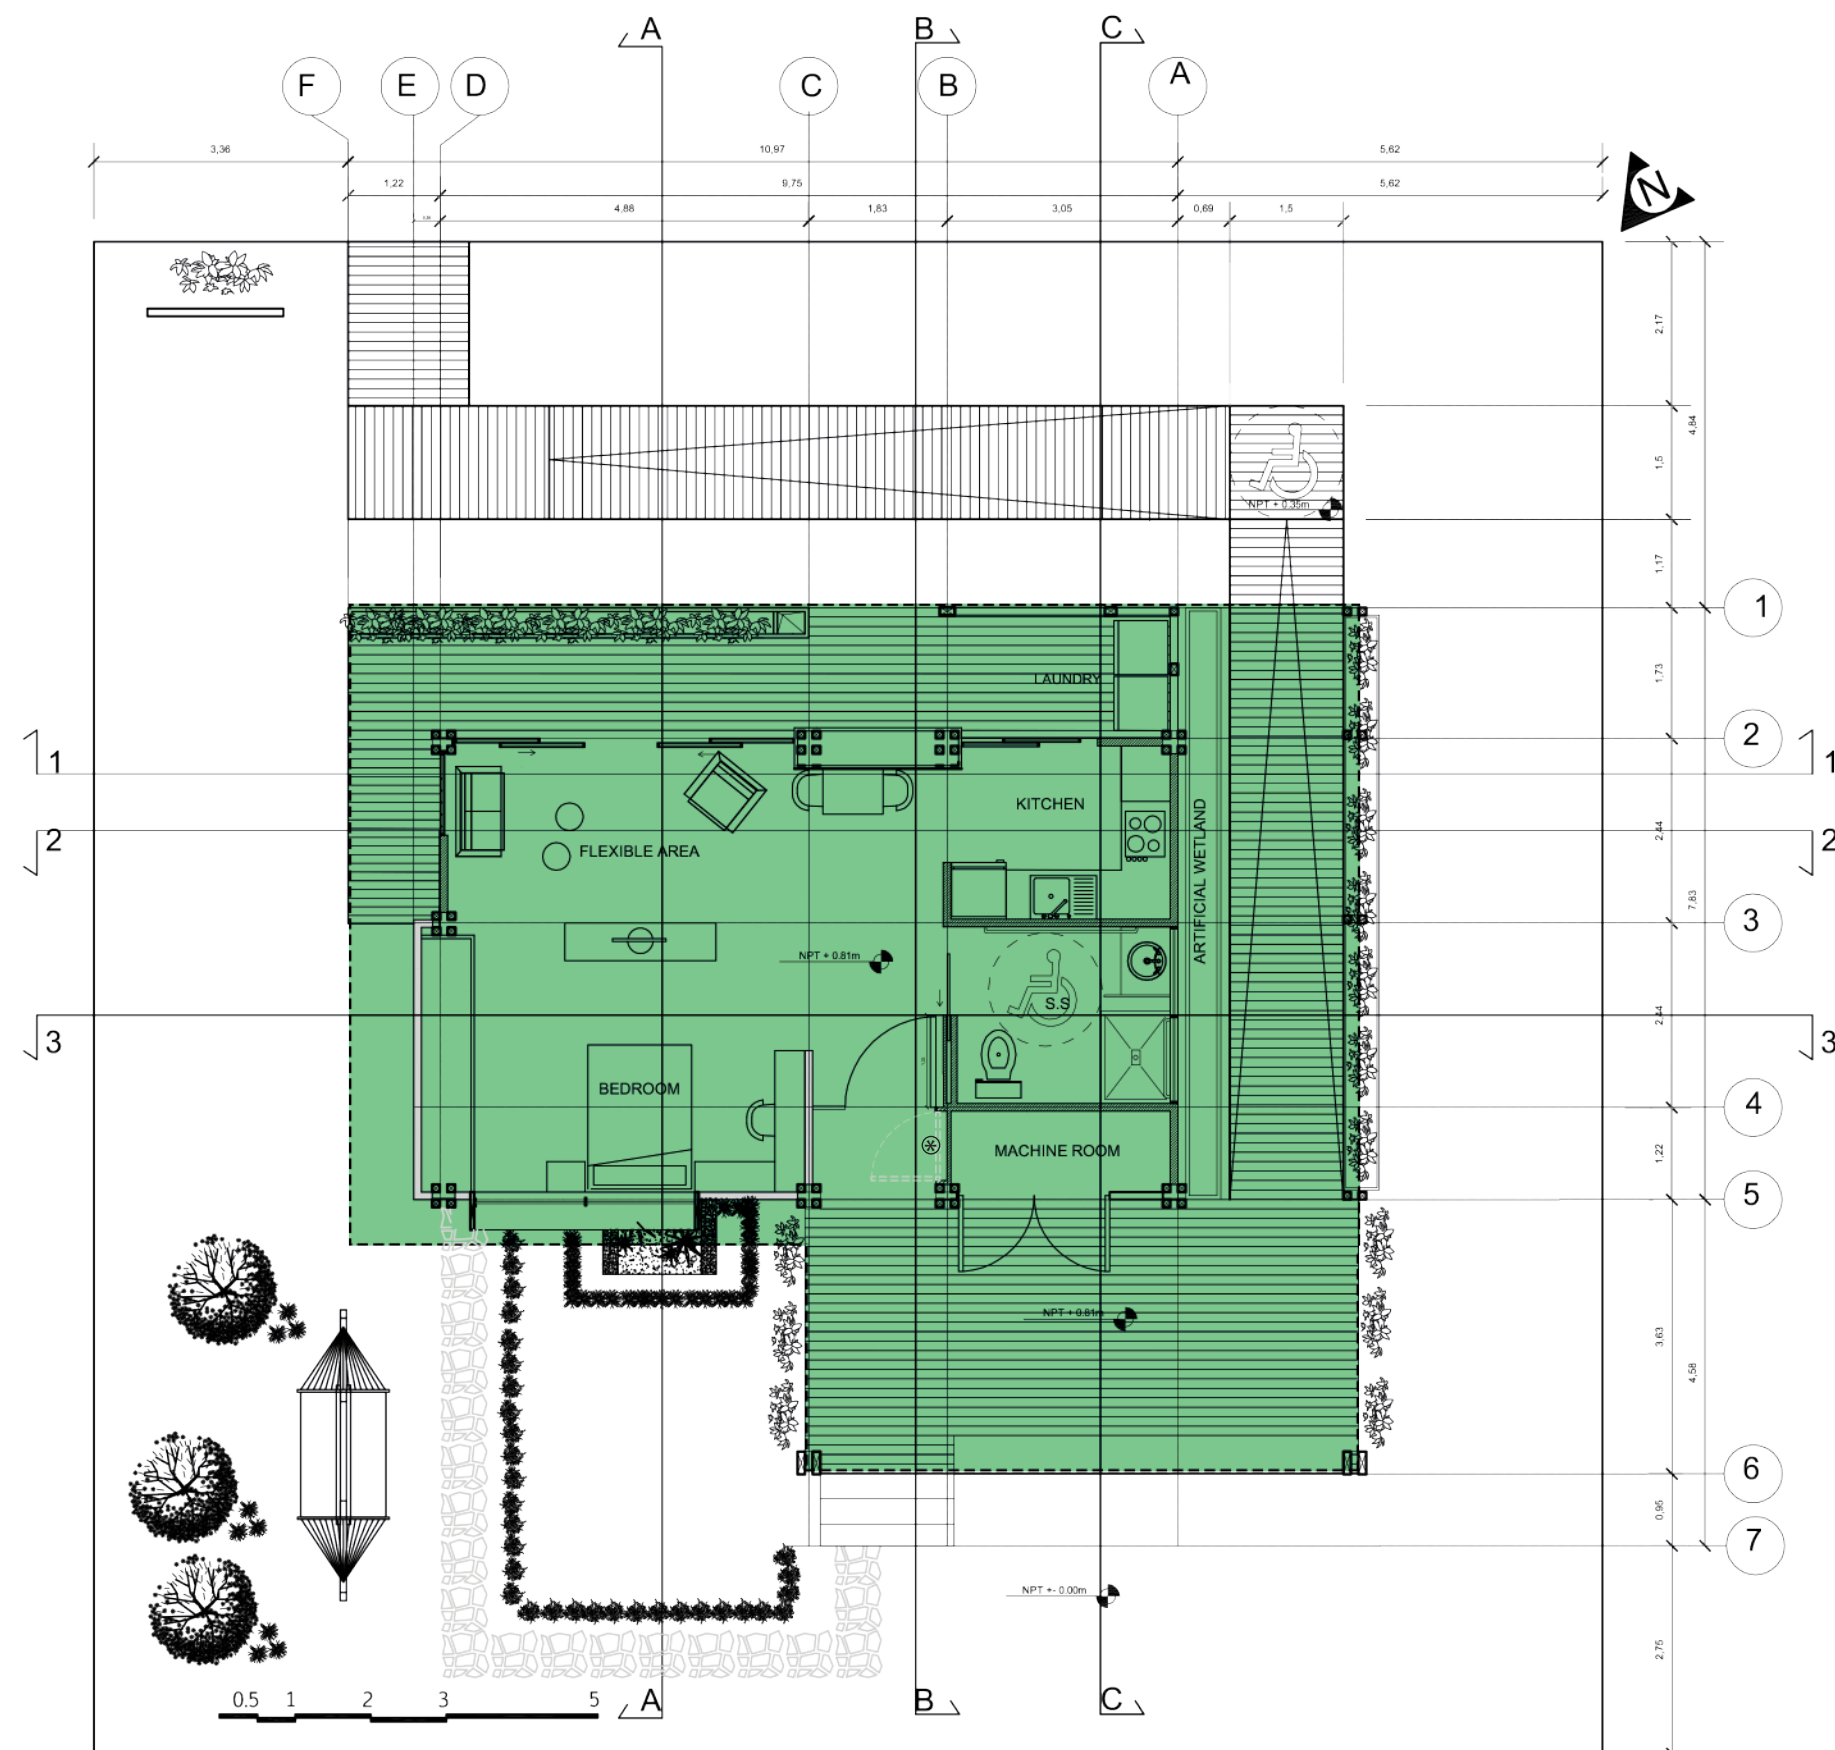 A B C
F E D C B A
3,36 10,97 5,62
1,22 9,75 5,62
4,88 1,83 3,05 0,69 1,5
N
2,17
4,84
1,5
NPT + 0.35m
1,17
1
LAUNDRY
1,73
2
1 1
KITCHEN
2 2
FLEXIBLE AREA
2,44
ARTIFICIAL WETLAND
7,83
3
NPT + 0.81m
S.S
3 3
2,44
BEDROOM
4
MACHINE ROOM
1,22
5
NPT + 0.81m
3,63
4,58
6
0,95
7
NPT +- 0.00m
2,75
0.5 1 2 3 5
A B C